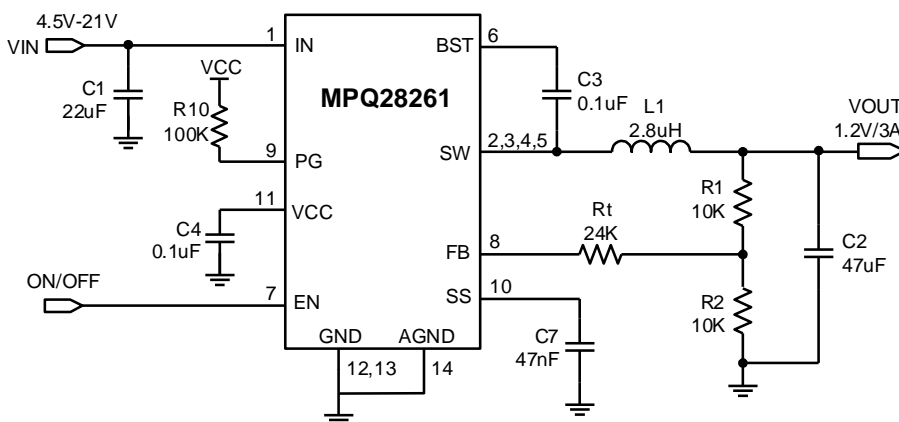 4.5V-21V
VIN
C1
22uF
VCC
R10
100K
1
IN
9
PG
11
VCC
C4
0.1uF
ON/OFF
7
EN
MPQ28261
GND
AGND
12,13
14
BST
6
SW
2,3,4,5
FB
8
SS
10
C3
0.1uF
L1
2.8uH
Rt
24K
C7
47nF
R1
10K
R2
10K
C2
47uF
VOUT
1.2V/3A